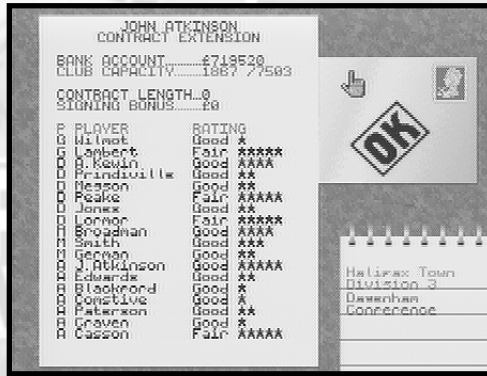 JOHN ATKINSON
CONTRACT EXTENSION
BANK ACCOUNT......£719520
CLUB CAPACITY.....1867 /7503
CONTRACT LENGTH..0
SIGNING BONUS....£0
P PLAYER RATING
G Wilmot Good ★
G Lambert Fair ★★★★★
D D.Kewin Good ★★★★
D Prindiville Good ★★
D Messon Good ★★
D Peake Fair ★★★★★
D Jones Good ★★
D Lormor Fair ★★★★★
M Broadman Good ★★★★
M Smith Good ★★★
M German Good ★★
A J.Atkinson Good ★★★★★
A Edwards Good ★★
A Blackford Good ★
A Comstive Good ★
A Paterson Good ★★
A Craven Good ★
A Casson Fair ★★★★★
OK
Halifax Town
Division 3
Dagenham
Conference